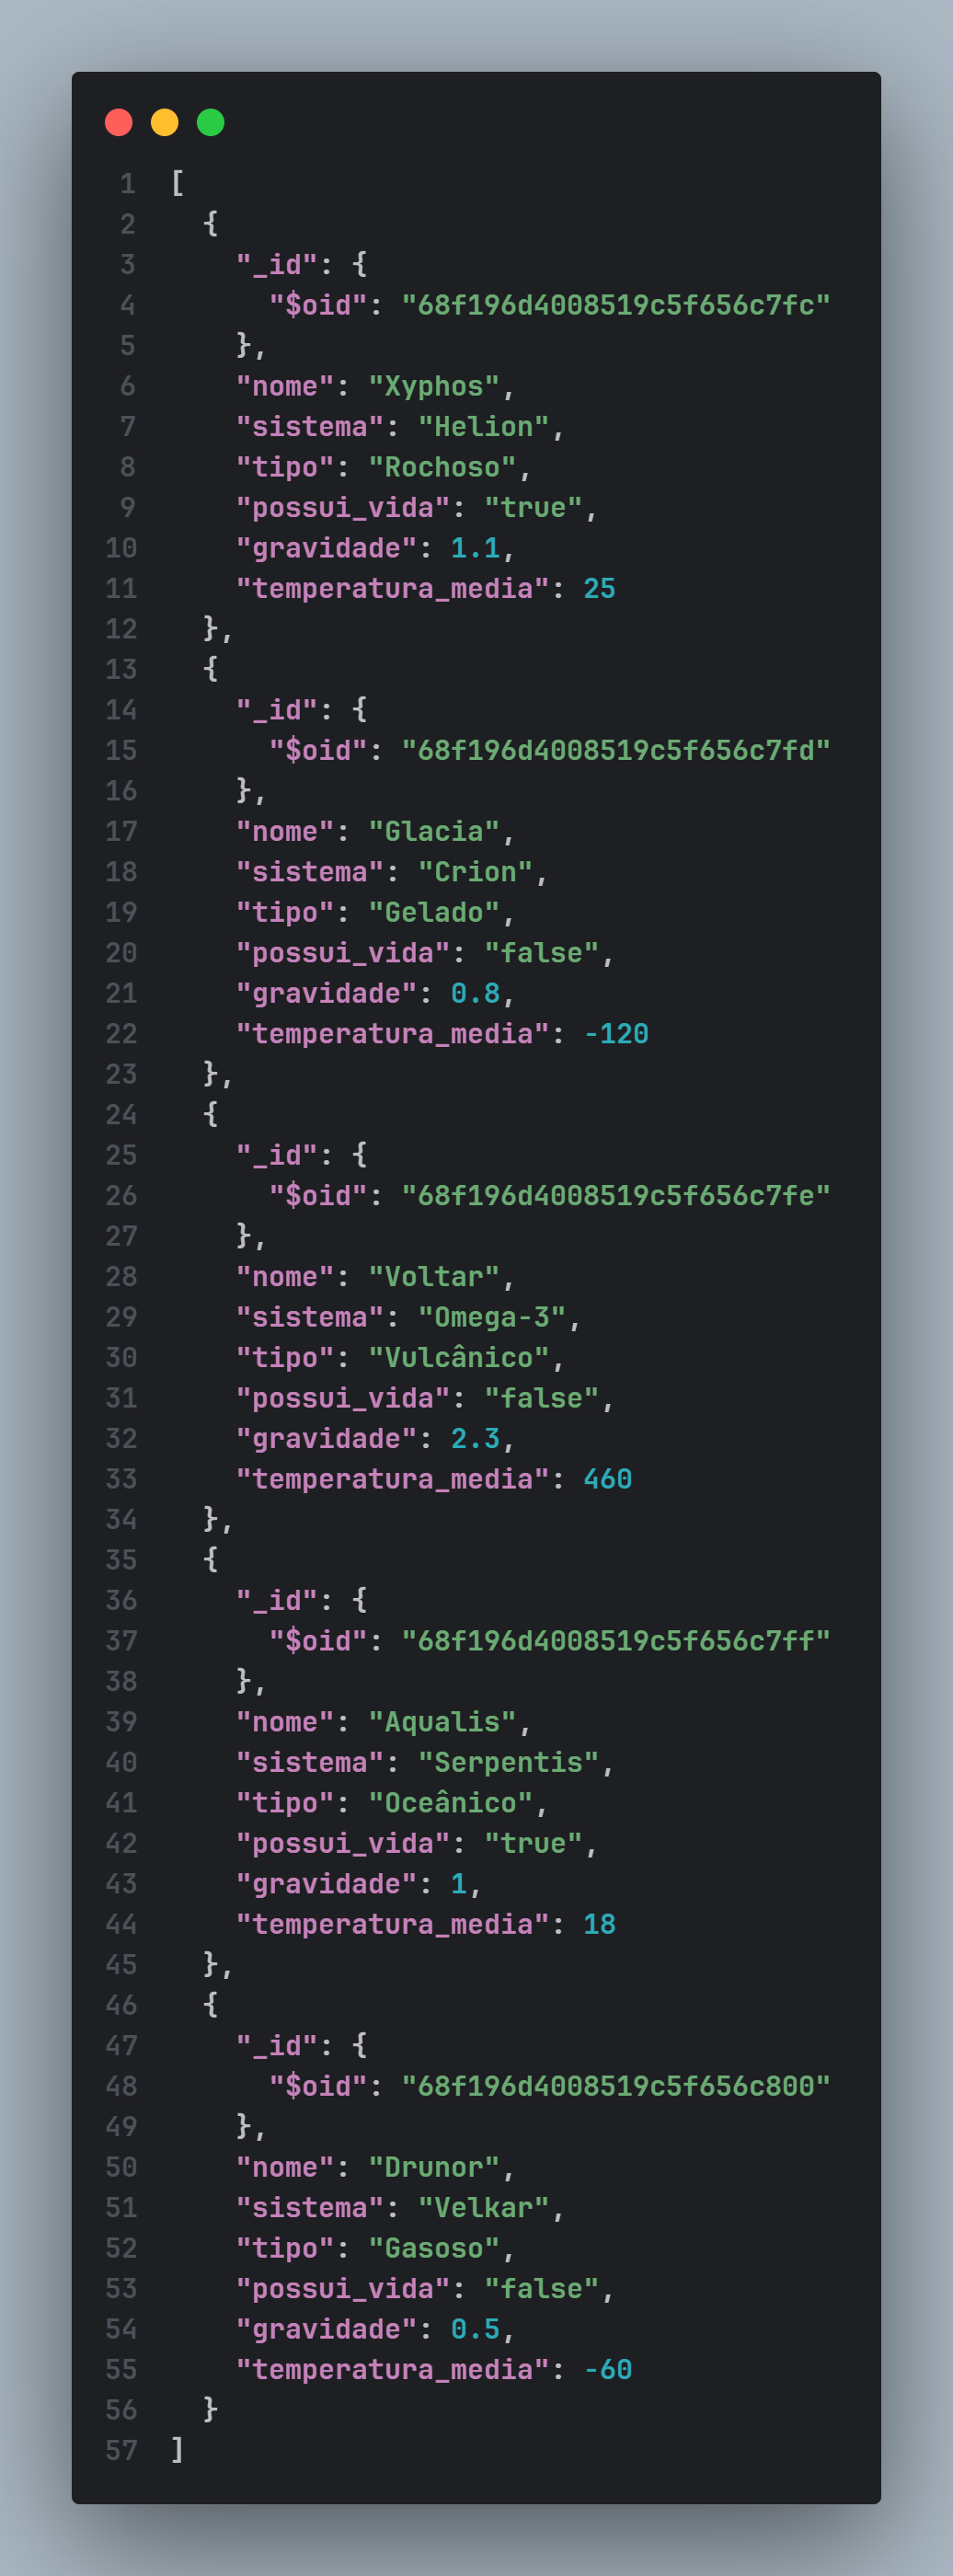 1 [
2 {
3 "_id": {
4 "$oid": "68f196d4008519c5f656c7fc"
5 },
6 "nome": "Xyphos",
7 "sistema": "Helion",
8 "tipo": "Rochoso",
9 "possui_vida": "true",
10 "gravidade": 1.1,
11 "temperatura_media": 25
12 },
13 {
14 "_id": {
15 "$oid": "68f196d4008519c5f656c7fd"
16 },
17 "nome": "Glacia",
18 "sistema": "Crion",
19 "tipo": "Gelado",
20 "possui_vida": "false",
21 "gravidade": 0.8,
22 "temperatura_media": -120
23 },
24 {
25 "_id": {
26 "$oid": "68f196d4008519c5f656c7fe"
27 },
28 "nome": "Voltar",
29 "sistema": "Omega-3",
30 "tipo": "Vulcânico",
31 "possui_vida": "false",
32 "gravidade": 2.3,
33 "temperatura_media": 460
34 },
35 {
36 "_id": {
37 "$oid": "68f196d4008519c5f656c7ff"
38 },
39 "nome": "Aqualis",
40 "sistema": "Serpentis",
41 "tipo": "Oceânico",
42 "possui_vida": "true",
43 "gravidade": 1,
44 "temperatura_media": 18
45 },
46 {
47 "_id": {
48 "$oid": "68f196d4008519c5f656c800"
49 },
50 "nome": "Drunor",
51 "sistema": "Velkar",
52 "tipo": "Gasoso",
53 "possui_vida": "false",
54 "gravidade": 0.5,
55 "temperatura_media": -60
56 }
57 ]